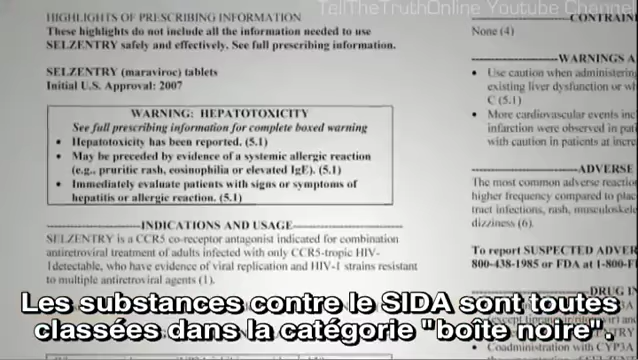 TellTheTruthOnline Youtube Channel
HIGHLIGHTS OF PRESCRIBING INFORMATION
These highlights do not include all the information needed to use
SELZENTRY safely and effectively. See full prescribing information.
SELZENTRY (maraviroc) tablets
Initial U.S. Approval: 2007
WARNING: HEPATOTOXICITY
See full prescribing information for complete boxed warning
• Hepatotoxicity has been reported. (5.1)
• May be preceded by evidence of a systemic allergic reaction
(e.g., pruritic rash, eosinophilia or elevated IgE). (5.1)
• Immediately evaluate patients with signs or symptoms of
hepatitis or allergic reaction. (5.1)
INDICATIONS AND USAGE
SELZENTRY is a CCR5 co-receptor antagonist indicated for combination
antiretroviral treatment of adults infected with only CCR5-tropic HIV-
1detectable, who have evidence of viral replication and HIV-1 strains resistant
to multiple antiretroviral agents (1).
CONTRAIN
None (4)
WARNINGS A
• Use caution when administering
existing liver dysfunction or wh
C (5.1)
• More cardiovascular events inc
infarction were observed in pat
with caution in patients at incre
ADVERSE
The most common adverse reactio
higher frequency compared to plac
tract infections, rash, musculoskele
dizziness (6).
To report SUSPECTED ADVER
800-438-1985 or FDA at 1-800-F
DRUG IN
• Coadministration with CYP3A
Les substances contre le SIDA sont toutes
classées dans la catégorie "boîte noire".